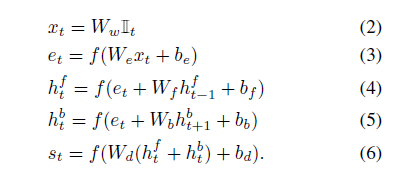 x_t = W_w 𝕀_t (2)
e_t = f(W_e x_t + b_e) (3)
h_t^f = f(e_t + W_f h_{t-1}^f + b_f) (4)
h_t^b = f(e_t + W_b h_{t+1}^b + b_b) (5)
s_t = f(W_d(h_t^f + h_t^b) + b_d). (6)